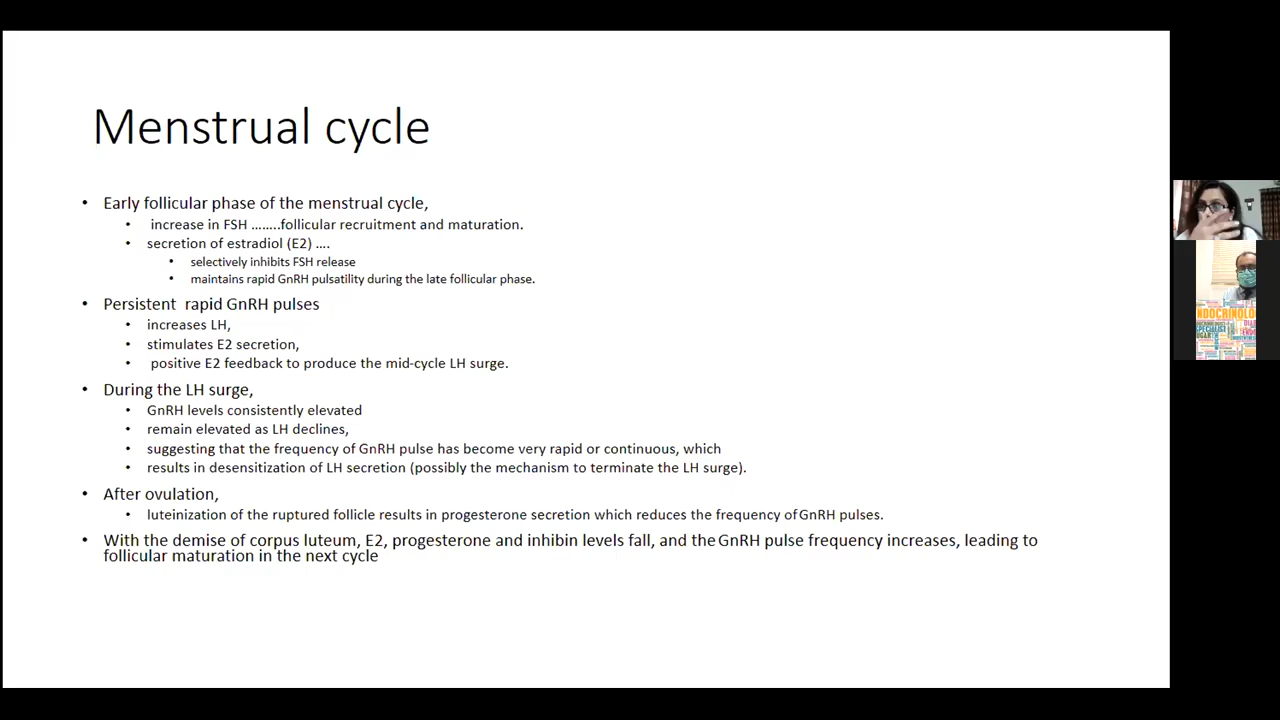 Menstrual cycle
• Early follicular phase of the menstrual cycle,
• increase in FSH ........follicular recruitment and maturation.
• secretion of estradiol (E2) ....
• selectively inhibits FSH release
• maintains rapid GnRH pulsatility during the late follicular phase.
• Persistent rapid GnRH pulses
• increases LH,
• stimulates E2 secretion,
• positive E2 feedback to produce the mid-cycle LH surge.
• During the LH surge,
• GnRH levels consistently elevated
• remain elevated as LH declines,
• suggesting that the frequency of GnRH pulse has become very rapid or continuous, which
• results in desensitization of LH secretion (possibly the mechanism to terminate the LH surge).
• After ovulation,
• luteinization of the ruptured follicle results in progesterone secretion which reduces the frequency of GnRH pulses.
• With the demise of corpus luteum, E2, progesterone and inhibin levels fall, and the GnRH pulse frequency increases, leading to
follicular maturation in the next cycle
ENDOCRINOLO
SPECIALIST